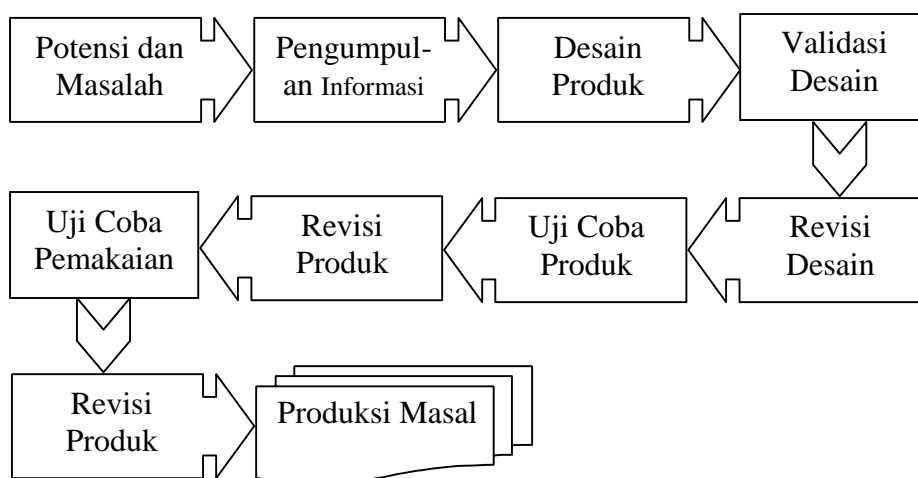 Potensi dan
Masalah
Pengumpul-
an Informasi
Desain
Produk
Validasi
Desain
Uji Coba
Pemakaian
Revisi
Produk
Uji Coba
Produk
Revisi
Desain
Revisi
Produk
Produksi Masal